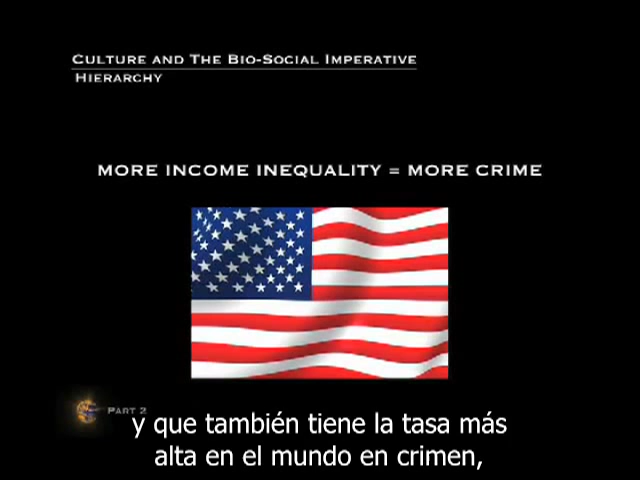 CULTURE AND THE BIO-SOCIAL IMPERATIVE
HIERARCHY
MORE INCOME INEQUALITY = MORE CRIME
PART 2
y que también tiene la tasa más
alta en el mundo en crimen,